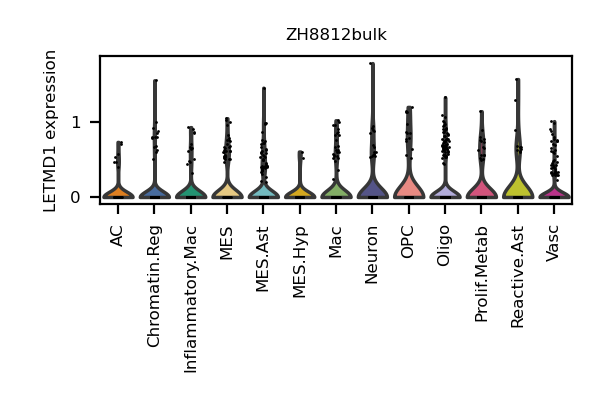 ZH8812bulk
LETMD1 expression
1
0
AC
Chromatin.Reg
Inflammatory.Mac
MES
MES.Ast
MES.Hyp
Mac
Neuron
OPC
Oligo
Prolif.Metab
Reactive.Ast
Vasc